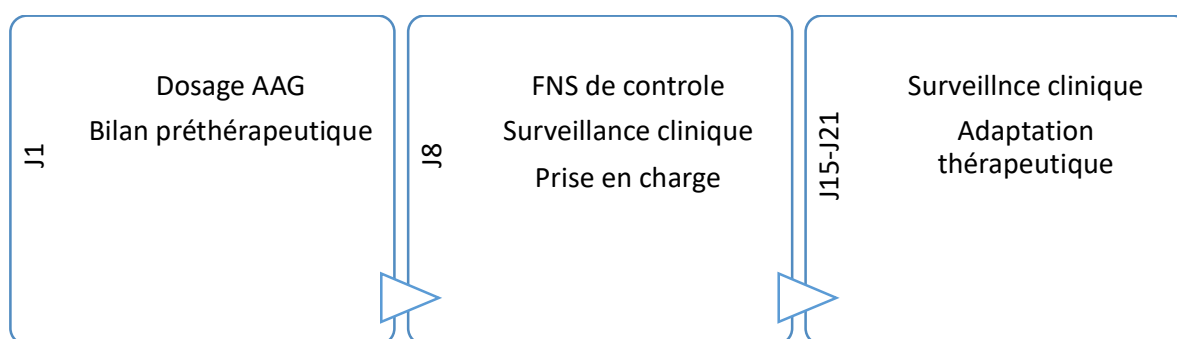 J1
Dosage AAG
Bilan préthérapeutique
J8
FNS de controle
Surveillance clinique
Prise en charge
J15-J21
Surveillnce clinique
Adaptation
thérapeutique